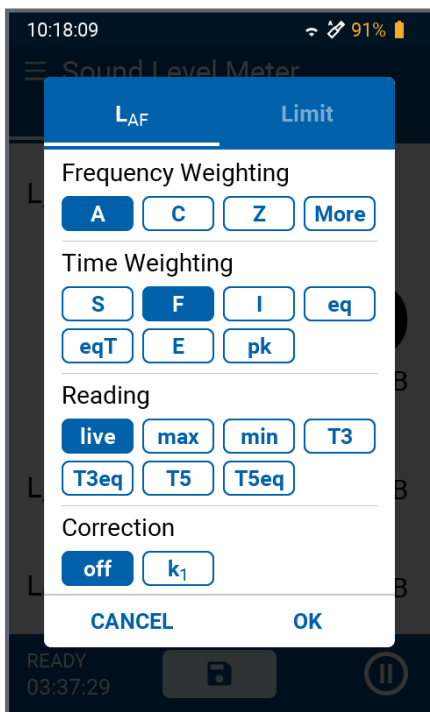 10:18:09 91%
Sound Level Meter
L_AF Limit
Frequency Weighting
A C Z More
Time Weighting
S F I eq
eqT E pk
B
Reading
live max min T3
T3eq T5 T5eq
L B
Correction
off k₁
L B
CANCEL OK
READY
03:37:29